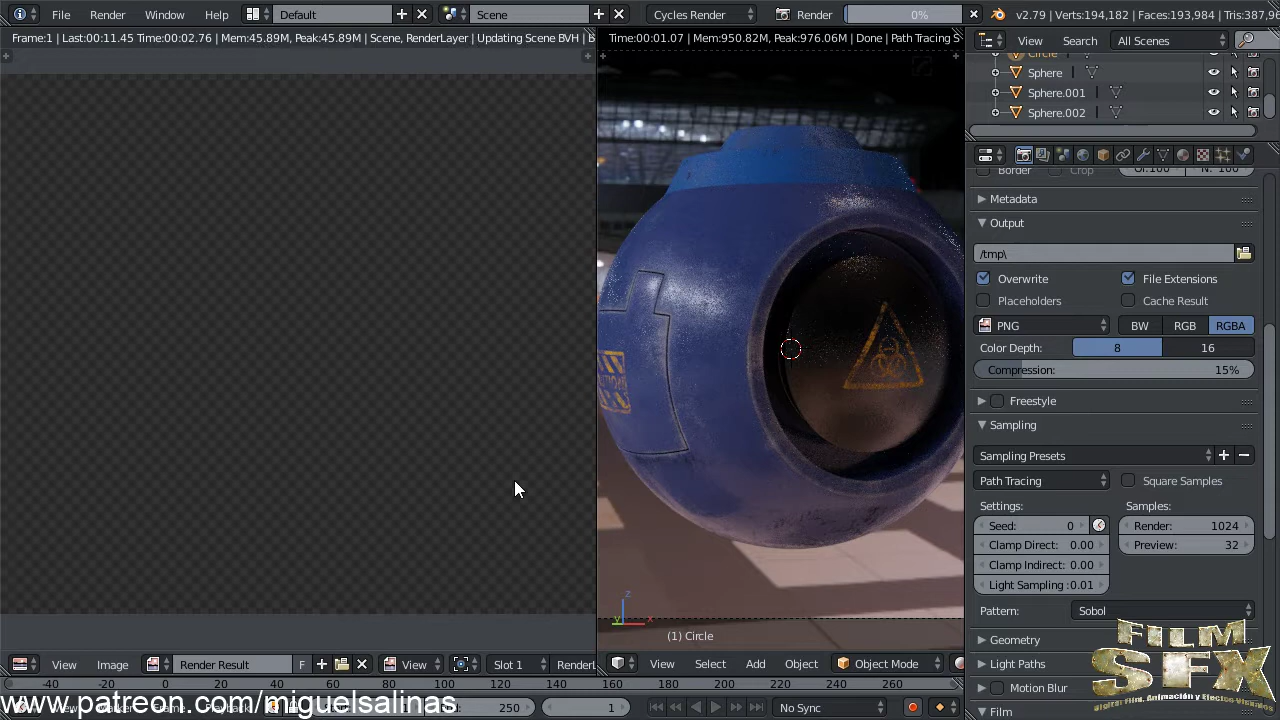 File Render Window Help Default Scene Cycles Render Render 0% v2.79 | Verts:194,182 | Faces:193,984 | Tris:387,9
Frame:1 | Last:00:11.45 Time:00:02.76 | Mem:45.89M, Peak:45.89M | Scene, RenderLayer | Updating Scene BVH | B
Time:00:01.07 | Mem:950.82M, Peak:976.06M | Done | Path Tracing S
View Search All Scenes
Circle
Sphere
Sphere.001
Sphere.002
Border Crop
Metadata
Output
/tmp\
Overwrite File Extensions
Placeholders Cache Result
PNG BW RGB RGBA
Color Depth: 8 16
Compression: 15%
Freestyle
Sampling
Sampling Presets
Path Tracing Square Samples
Settings: Samples:
Seed: 0 Render: 1024
Clamp Direct: 0.00 Preview: 32
Clamp Indirect: 0.00
Light Sampling :0.01
Pattern: Sobol
Geometry
Light Paths
Motion Blur
Film
z
y x
(1) Circle
View Image Render Result F View Slot 1 Renderl
View Select Add Object Object Mode
-40 -20 0 20 40 60 80 100 120 140 160 180 200 220 240 260
250 1 No Sync
www.patreon.com/miguelsalinas
FILM
SFX